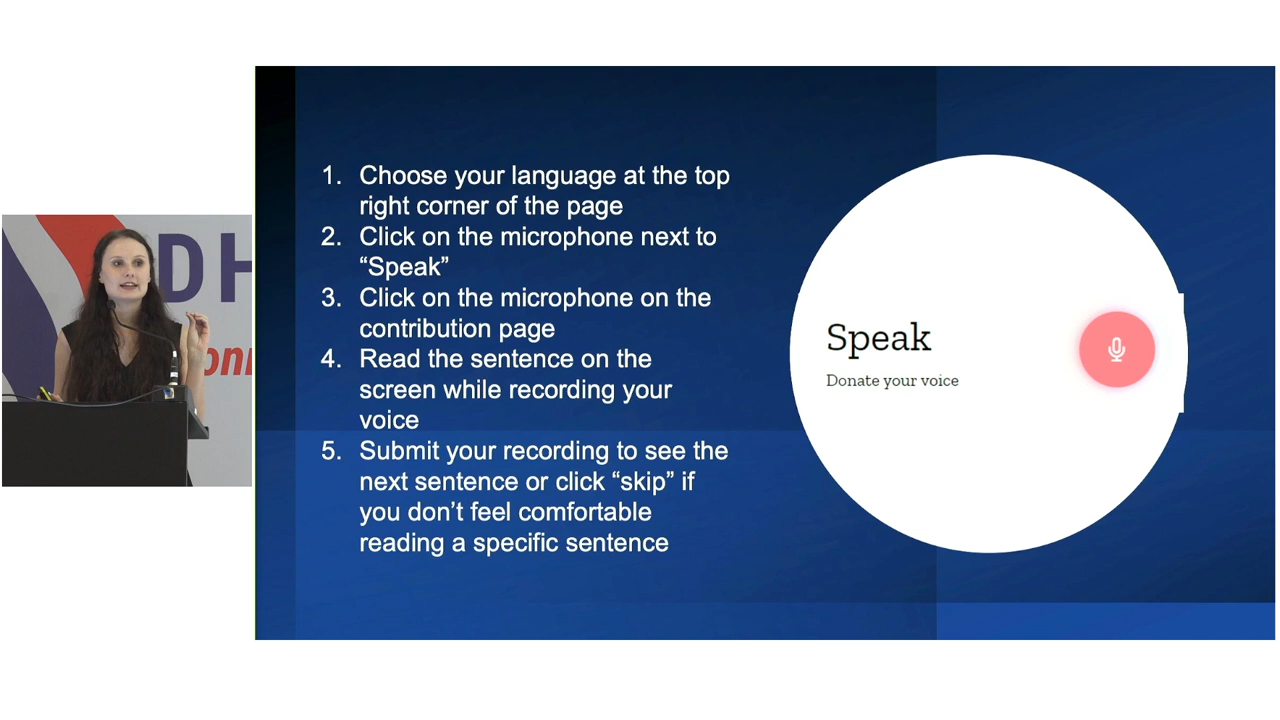 DH
onn
1. Choose your language at the top
right corner of the page
2. Click on the microphone next to
“Speak”
3. Click on the microphone on the
contribution page
4. Read the sentence on the
screen while recording your
voice
5. Submit your recording to see the
next sentence or click “skip” if
you don’t feel comfortable
reading a specific sentence
Speak
Donate your voice